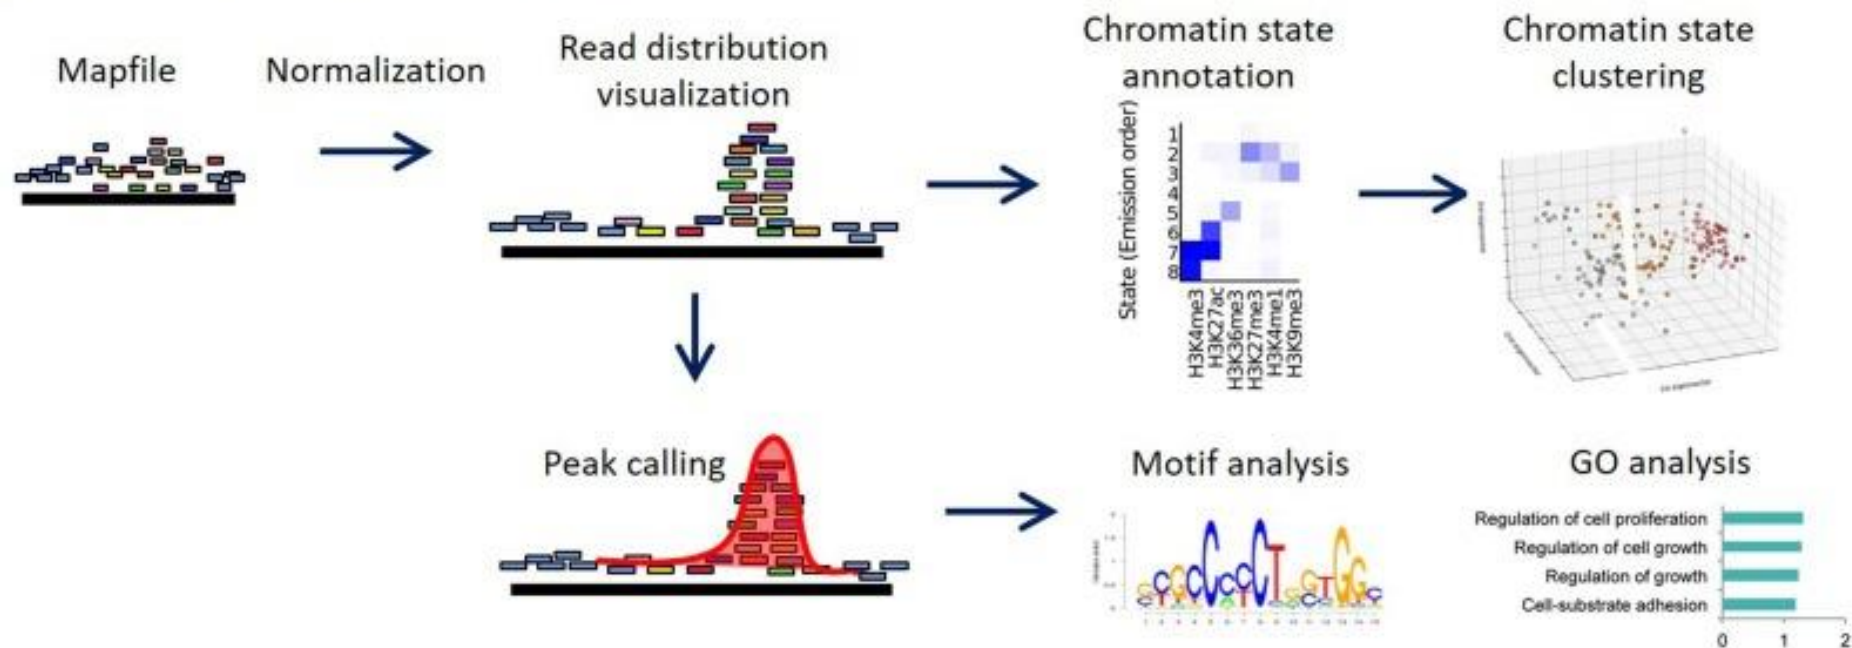 Mapfile
Normalization
Read distribution
visualization
Chromatin state
annotation
State (Emission order)
1
2
3
4
5
6
7
8
H3K4me3
H3K27ac
H3K36me3
H3K27me3
H3K4me1
H3K9me3
Chromatin state
clustering
Peak calling
Motif analysis
GO analysis
Regulation of cell proliferation
Regulation of cell growth
Regulation of growth
Cell-substrate adhesion
0 1 2